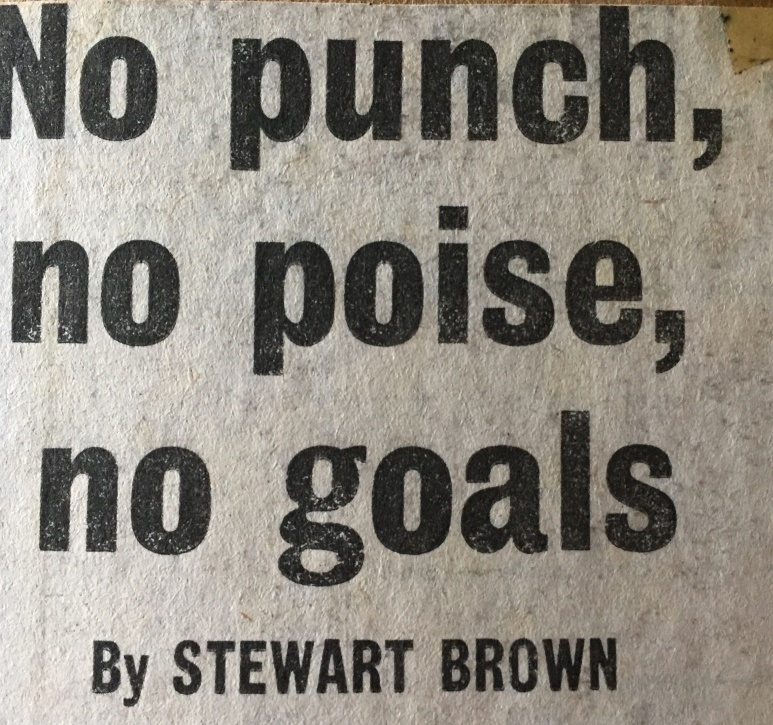 No punch,
no poise,
no goals
By STEWART BROWN